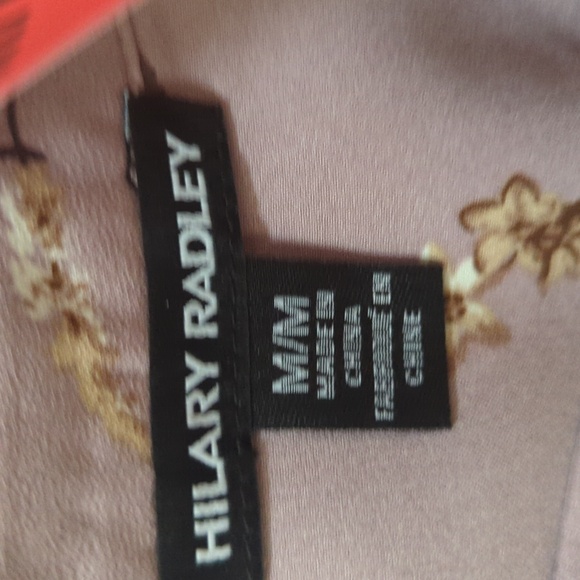 HILARY RADLEY
M/M
MADE IN
CHINA
FABRIQUÉ EN
CHINE